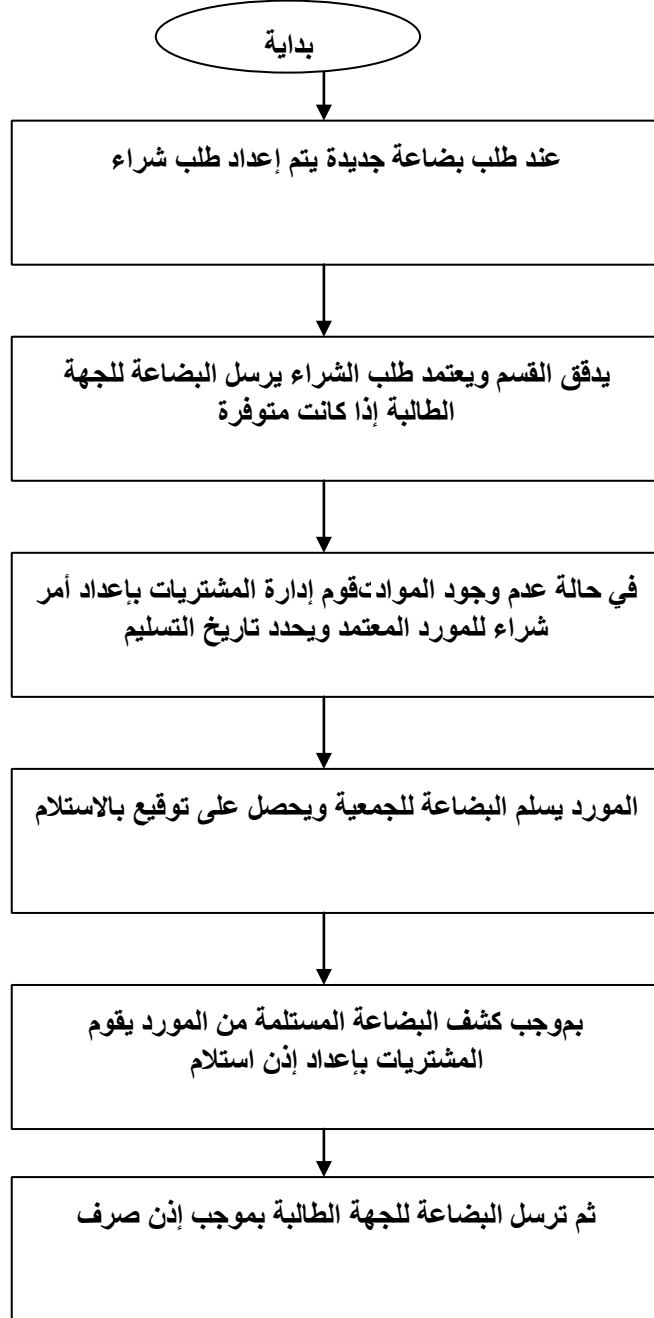 بداية
عند طلب بضاعة جديدة يتم إعداد طلب شراء
يدقق القسم ويعتمد طلب الشراء يرسل البضاعة للجهة
الطالبة إذا كانت متوفرة
في حالة عدم وجود المواد تقوم إدارة المشتريات بإعداد أمر
شراء للمورد المعتمد ويحدد تاريخ التسليم
المورد يسلم البضاعة للجمعية ويحصل على توقيع بالاستلام
بموجب كشف البضاعة المستلمة من المورد يقوم
المشتريات بإعداد إذن استلام
ثم ترسل البضاعة للجهة الطالبة بموجب إذن صرف